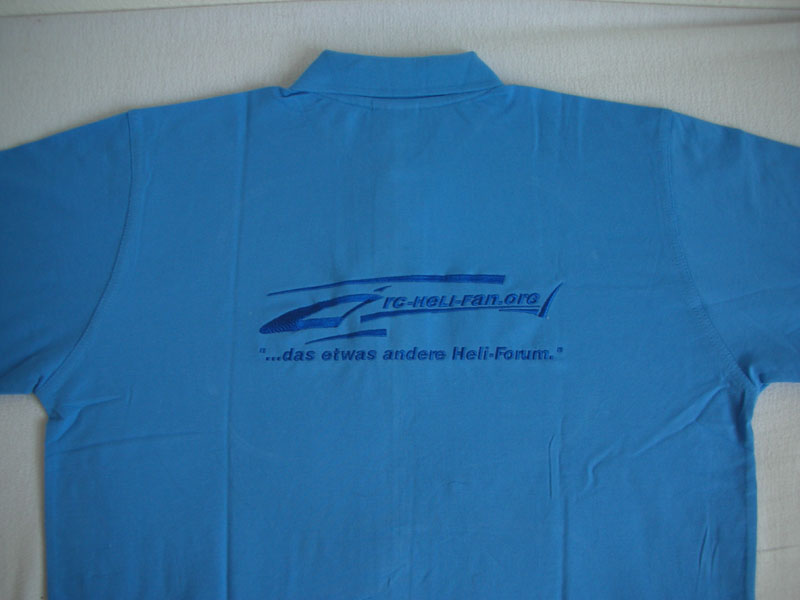 rc-HeLi-Fan.org
"...das etwas andere Heli-Forum."